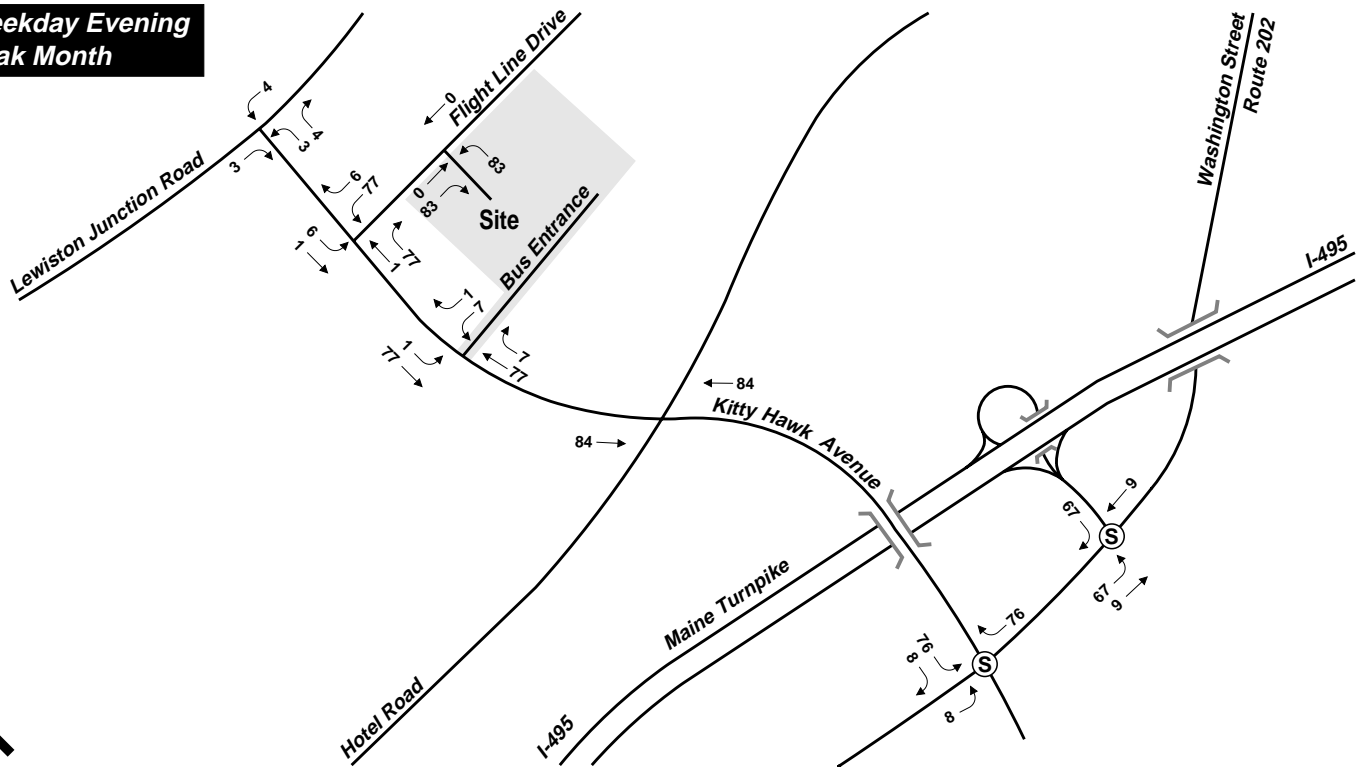 eekday Evening
ak Month
Flight Line Drive
Washington Street
Route 202
Lewiston Junction Road
4
4
3
3
0
83
0
83
Site
Bus Entrance
6
77
6
1
77
1
1
7
1
77
7
77
I-495
84
84
Kitty Hawk Avenue
Maine Turnpike
9
67
S
67
9
76
76
8
S
8
Hotel Road
I-495